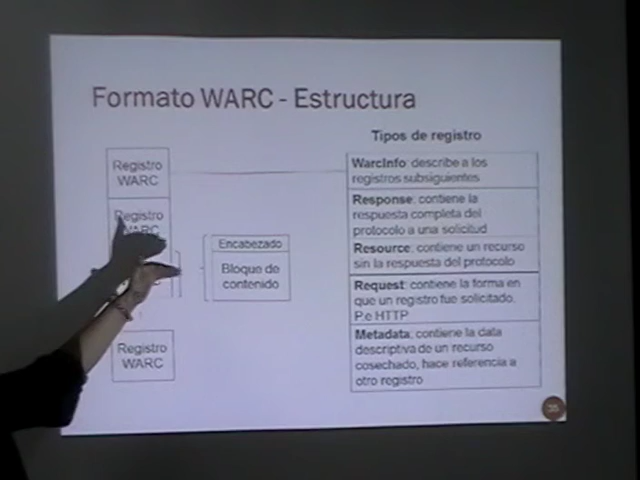 Formato WARC - Estructura
Tipos de registro
Registro
WARC
Registro
WARC
Encabezado
Bloque de
contenido
Registro
WARC
WarcInfo: describe a los
registros subsiguientes
Response: contiene la
respuesta completa del
protocolo a una solicitud
Resource: contiene un recurso
sin la respuesta del protocolo
Request: contiene la forma en
que un registro fue solicitado.
P.e HTTP
Metadata: contiene la data
descriptiva de un recurso
cosechado, hace referencia a
otro registro